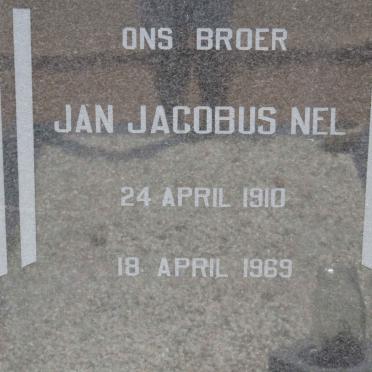 ONS BROER
JAN JACOBUS NEL
24 APRIL 1910
18 APRIL 1969